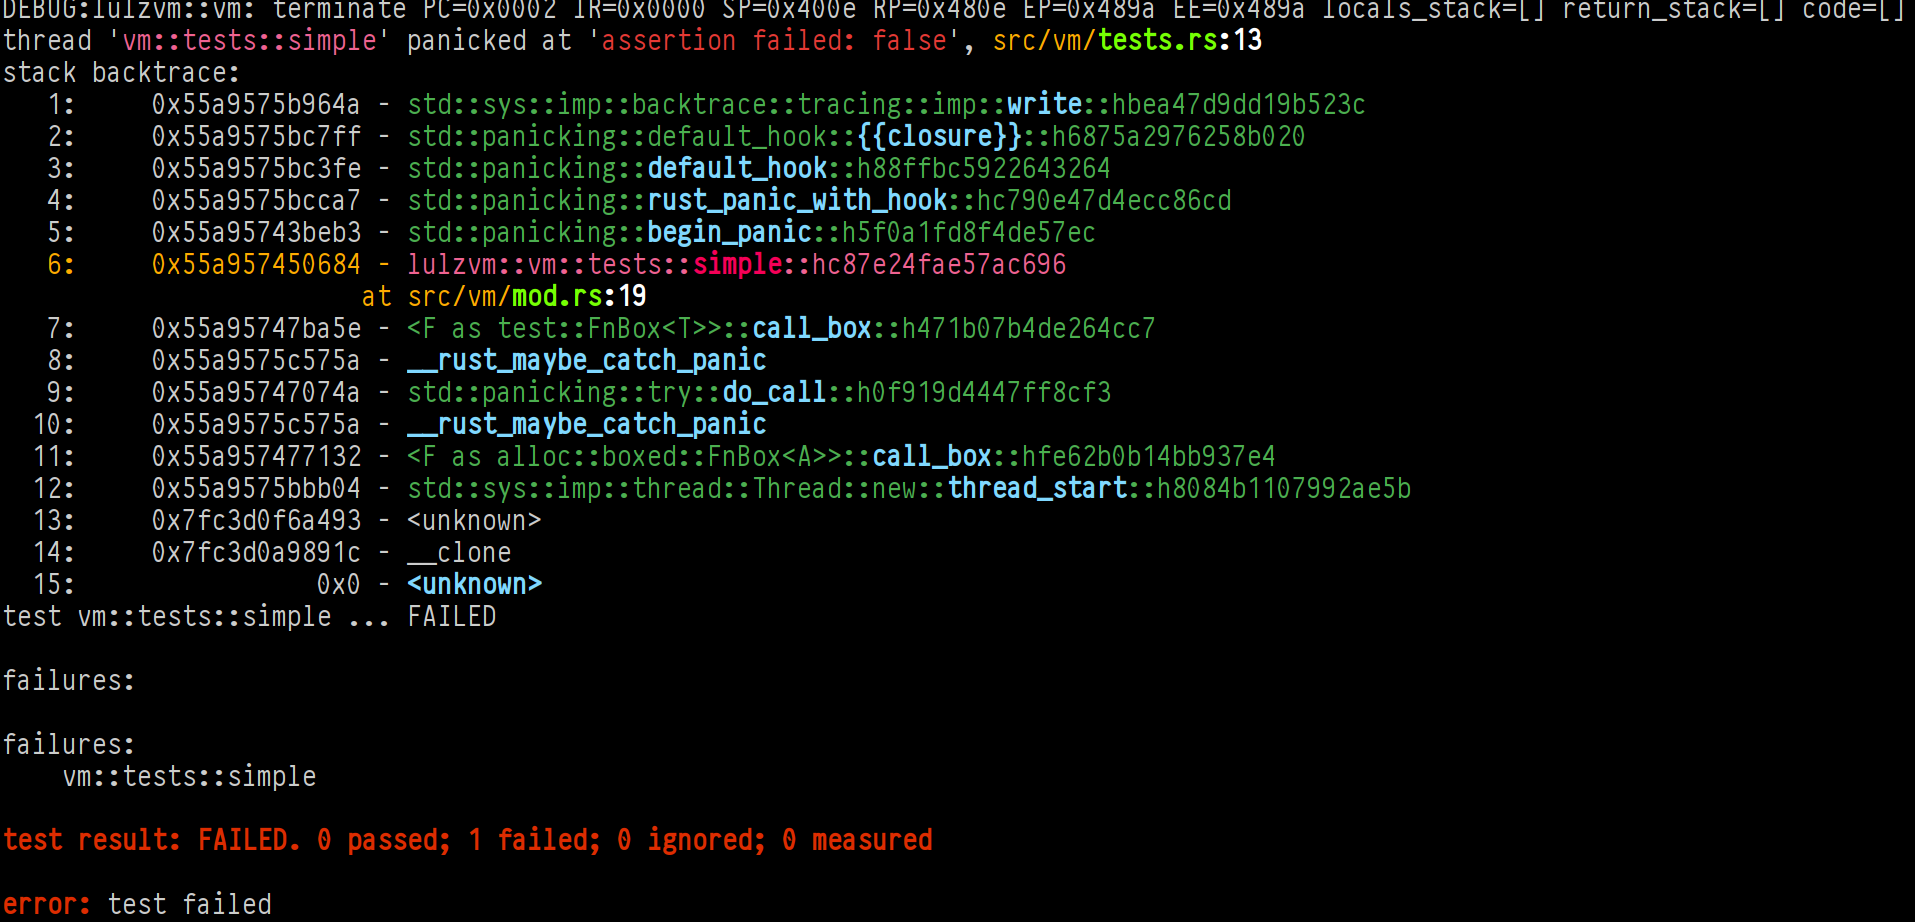 DEBUG:lulzvm::vm: terminate PC=0x0002 IR=0x0000 SP=0x400e RP=0x480e EP=0x489a EE=0x489a locals_stack=[] return_stack=[] code=[]
thread 'vm::tests::simple' panicked at 'assertion failed: false', src/vm/tests.rs:13
stack backtrace:
   1:     0x55a9575b964a - std::sys::imp::backtrace::tracing::imp::write::hbea47d9dd19b523c
   2:     0x55a9575bc7ff - std::panicking::default_hook::{{closure}}::h6875a2976258b020
   3:     0x55a9575bc3fe - std::panicking::default_hook::h88ffbc5922643264
   4:     0x55a9575bcca7 - std::panicking::rust_panic_with_hook::hc790e47d4ecc86cd
   5:     0x55a95743beb3 - std::panicking::begin_panic::h5f0a1fd8f4de57ec
   6:     0x55a957450684 - lulzvm::vm::tests::simple::hc87e24fae57ac696
                        at src/vm/mod.rs:19
   7:     0x55a95747ba5e - <F as test::FnBox<T>>::call_box::h471b07b4de264cc7
   8:     0x55a9575c575a - __rust_maybe_catch_panic
   9:     0x55a95747074a - std::panicking::try::do_call::h0f919d4447ff8cf3
  10:     0x55a9575c575a - __rust_maybe_catch_panic
  11:     0x55a957477132 - <F as alloc::boxed::FnBox<A>>::call_box::hfe62b0b14bb937e4
  12:     0x55a9575bbb04 - std::sys::imp::thread::Thread::new::thread_start::h8084b1107992ae5b
  13:     0x7fc3d0f6a493 - <unknown>
  14:     0x7fc3d0a9891c - __clone
  15:                0x0 - <unknown>
test vm::tests::simple ... FAILED
failures:
failures:
    vm::tests::simple
test result: FAILED. 0 passed; 1 failed; 0 ignored; 0 measured
error: test failed